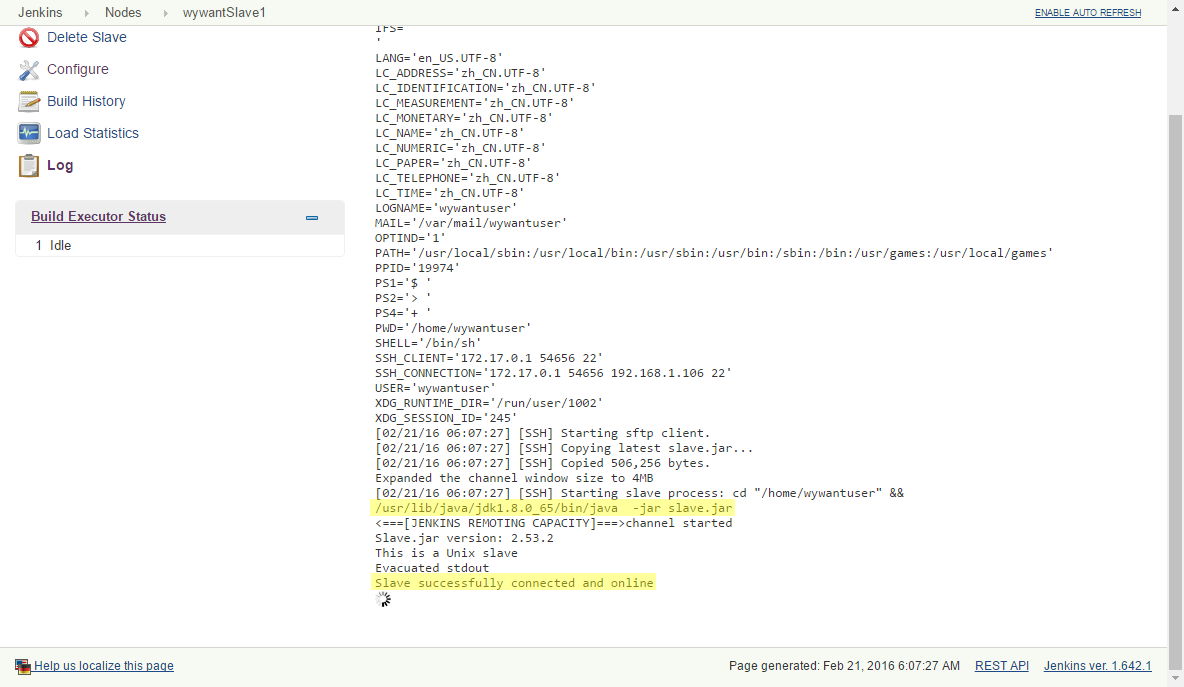 Jenkins Nodes wywantSlave1 ENABLE AUTO REFRESH
Delete Slave
Configure
Build History
Load Statistics
Log
Build Executor Status
1 Idle
IFS='
'
LANG='en_US.UTF-8'
LC_ADDRESS='zh_CN.UTF-8'
LC_IDENTIFICATION='zh_CN.UTF-8'
LC_MEASUREMENT='zh_CN.UTF-8'
LC_MONETARY='zh_CN.UTF-8'
LC_NAME='zh_CN.UTF-8'
LC_NUMERIC='zh_CN.UTF-8'
LC_PAPER='zh_CN.UTF-8'
LC_TELEPHONE='zh_CN.UTF-8'
LC_TIME='zh_CN.UTF-8'
LOGNAME='wywantuser'
MAIL='/var/mail/wywantuser'
OPTIND='1'
PATH='/usr/local/sbin:/usr/local/bin:/usr/sbin:/usr/bin:/sbin:/bin:/usr/games:/usr/local/games'
PPID='19974'
PS1='$ '
PS2='> '
PS4='+ '
PWD='/home/wywantuser'
SHELL='/bin/sh'
SSH_CLIENT='172.17.0.1 54656 22'
SSH_CONNECTION='172.17.0.1 54656 192.168.1.106 22'
USER='wywantuser'
XDG_RUNTIME_DIR='/run/user/1002'
XDG_SESSION_ID='245'
[02/21/16 06:07:27] [SSH] Starting sftp client.
[02/21/16 06:07:27] [SSH] Copying latest slave.jar...
[02/21/16 06:07:27] [SSH] Copied 506,256 bytes.
Expanded the channel window size to 4MB
[02/21/16 06:07:27] [SSH] Starting slave process: cd "/home/wywantuser" &&
/usr/lib/java/jdk1.8.0_65/bin/java  -jar slave.jar
<===[JENKINS REMOTING CAPACITY]===>channel started
Slave.jar version: 2.53.2
This is a Unix slave
Evacuated stdout
Slave successfully connected and online
Help us localize this page Page generated: Feb 21, 2016 6:07:27 AM REST API Jenkins ver. 1.642.1